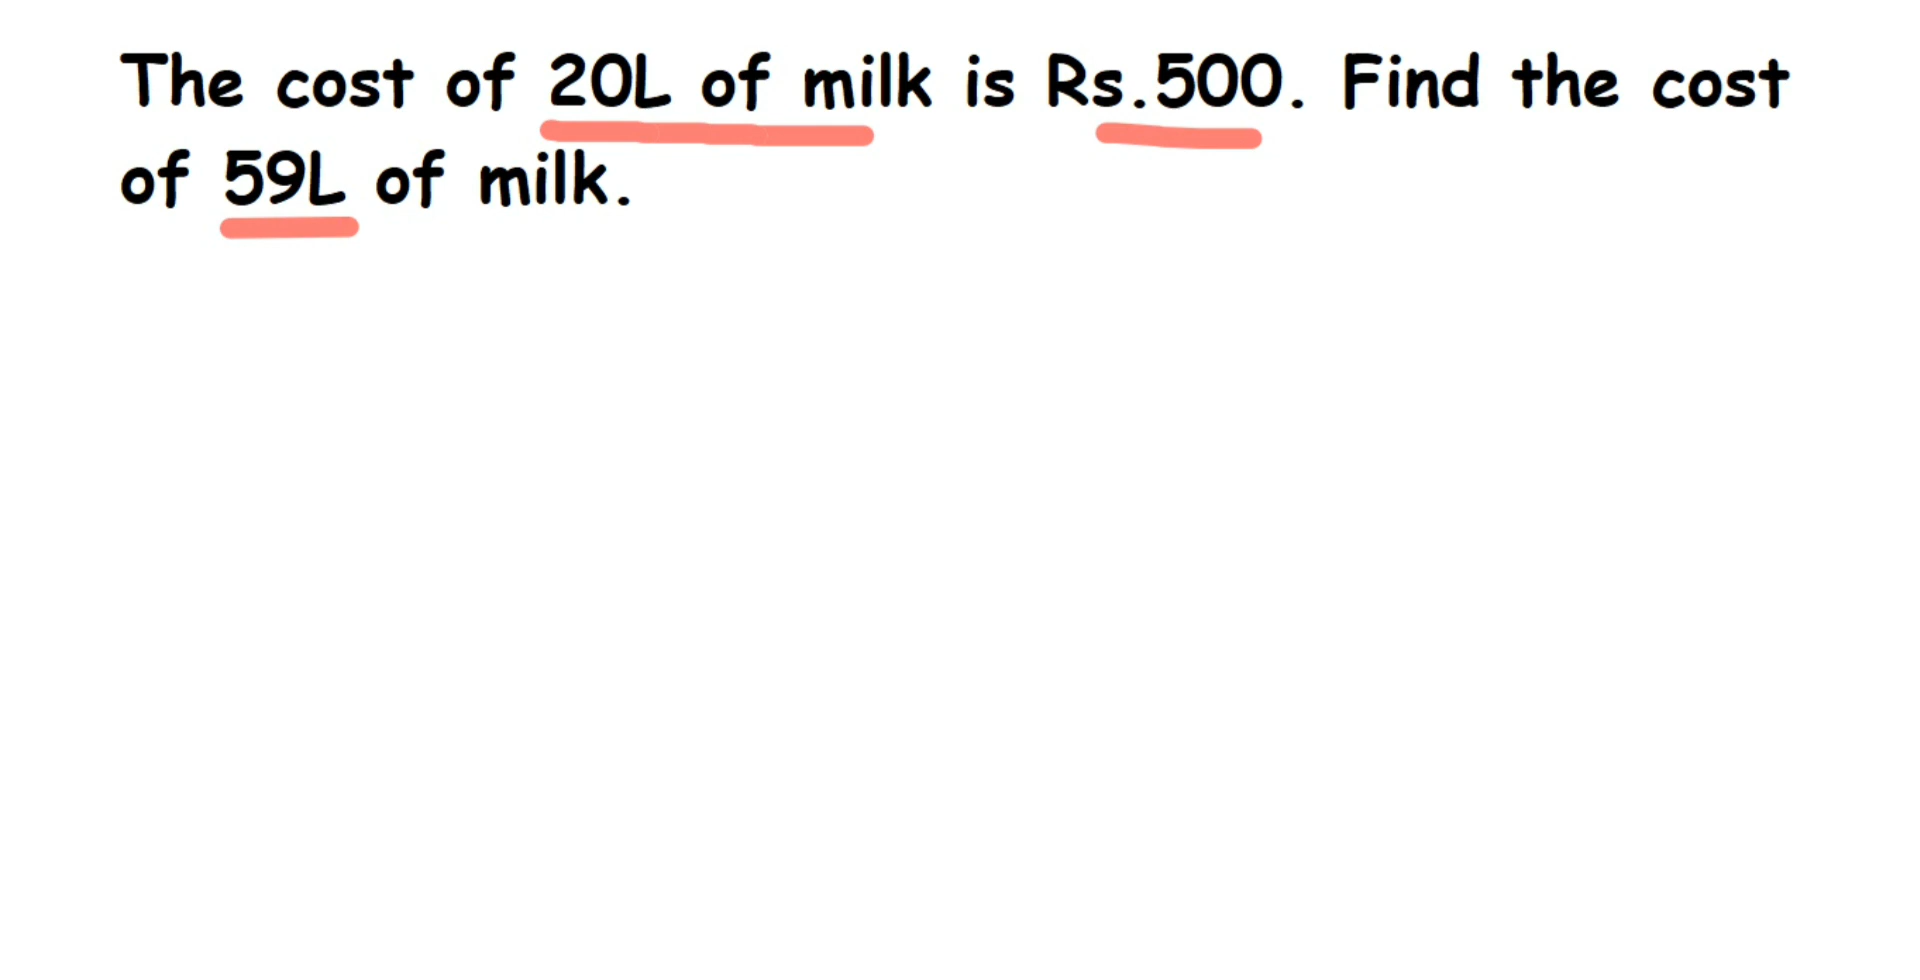 The cost of 20L of milk is Rs.500. Find the cost
of 59L of milk.